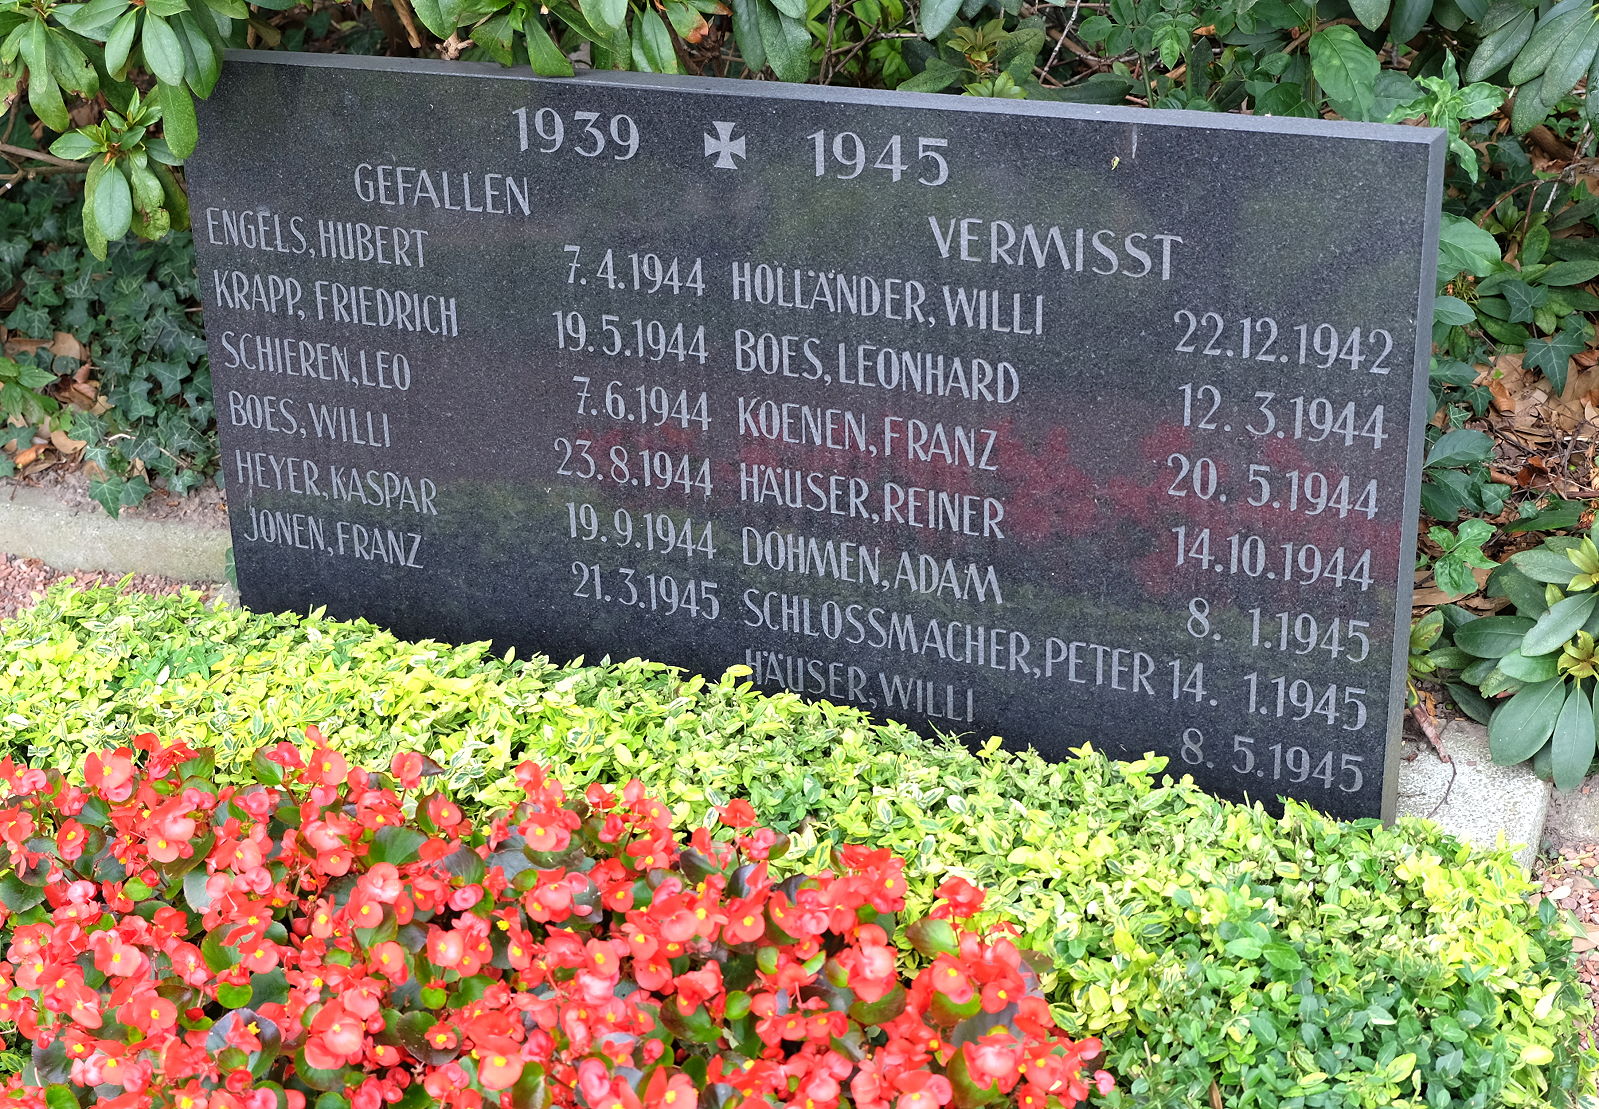 1939 ✠ 1945
GEFALLEN
ENGELS, HUBERT 7.4.1944
KRAPP, FRIEDRICH 19.5.1944
SCHIEREN, LEO 7.6.1944
BOES, WILLI 23.8.1944
HEYER, KASPAR 19.9.1944
JONEN, FRANZ 21.3.1945
VERMISST
HOLLÄNDER, WILLI 22.12.1942
BOES, LEONHARD 12.3.1944
KOENEN, FRANZ 20.5.1944
HÄUSER, REINER 14.10.1944
DOHMEN, ADAM 8.1.1945
SCHLOSSMACHER, PETER 14.1.1945
HÄUSER, WILLI 8.5.1945